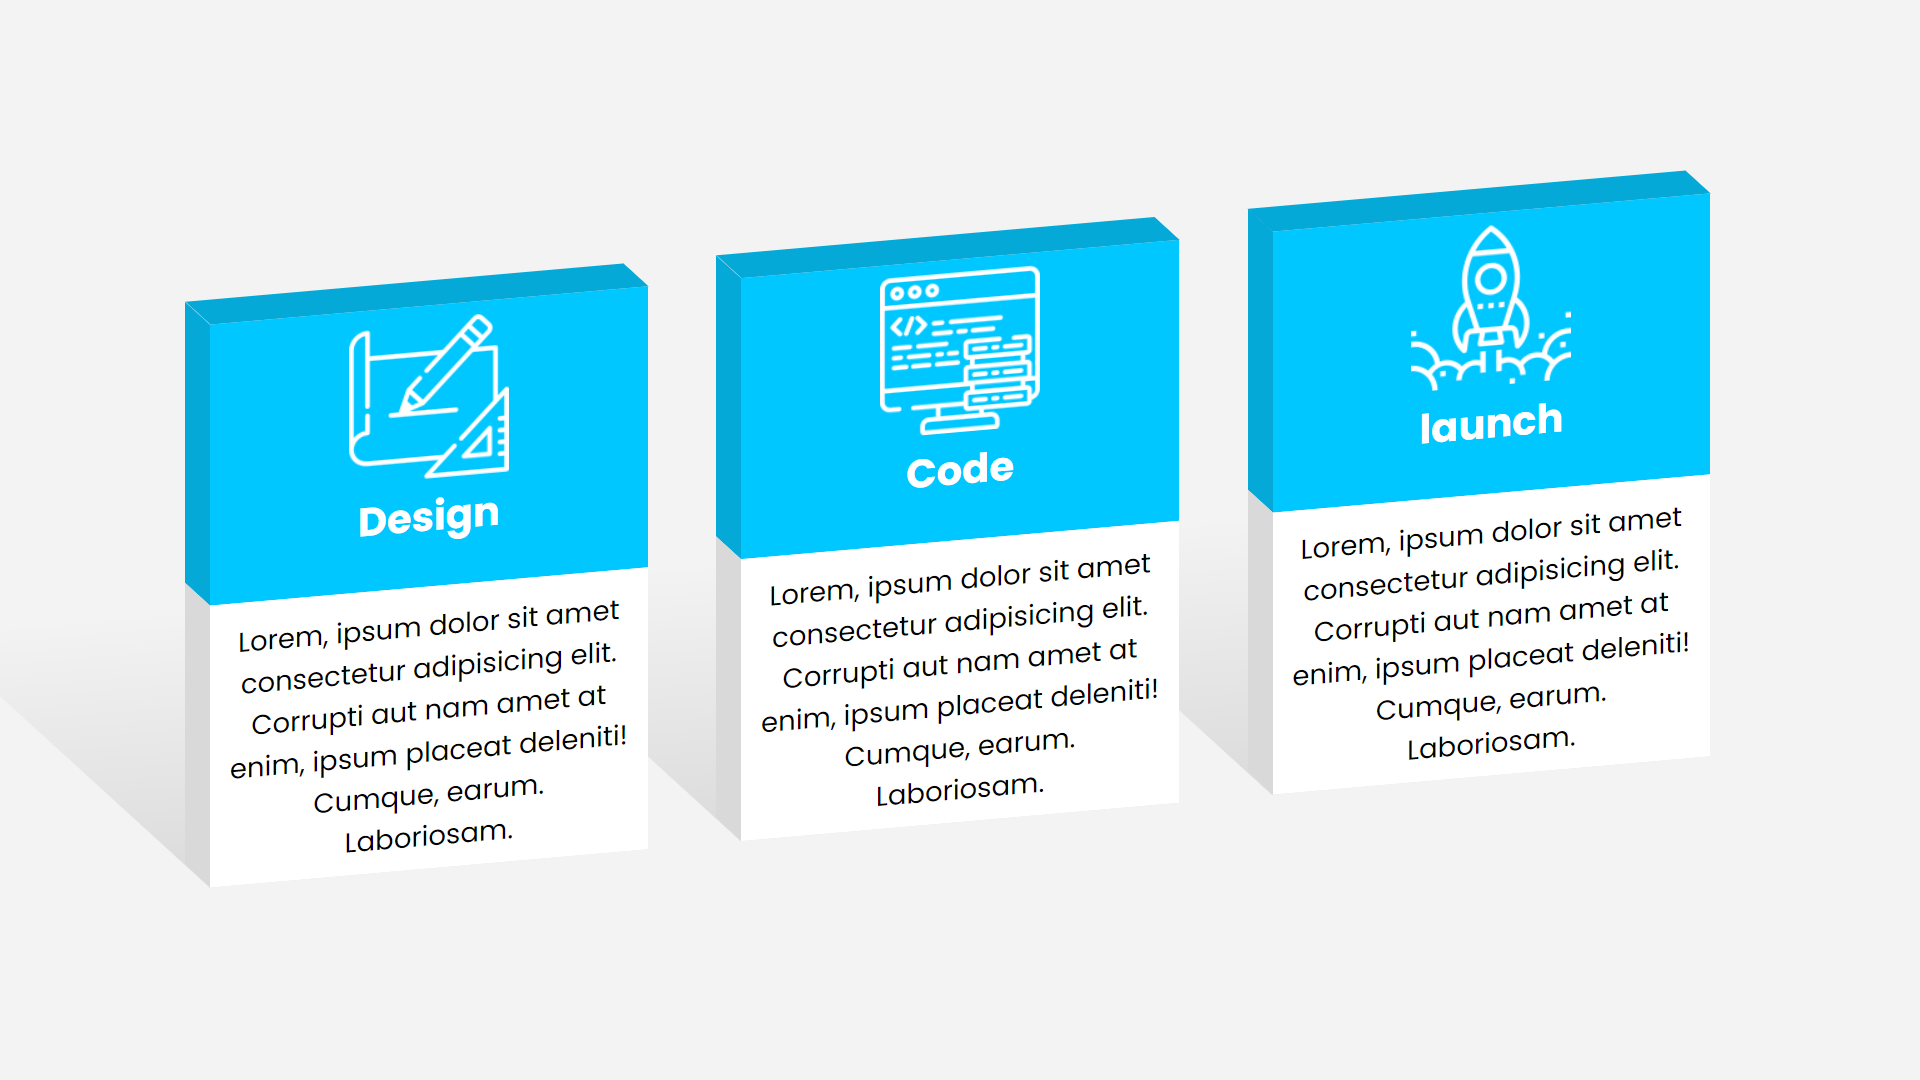 Design
Lorem, ipsum dolor sit amet
consectetur adipisicing elit.
Corrupti aut nam amet at
enim, ipsum placeat deleniti!
Cumque, earum.
Laboriosam.
</>
Code
Lorem, ipsum dolor sit amet
consectetur adipisicing elit.
Corrupti aut nam amet at
enim, ipsum placeat deleniti!
Cumque, earum.
Laboriosam.
launch
Lorem, ipsum dolor sit amet
consectetur adipisicing elit.
Corrupti aut nam amet at
enim, ipsum placeat deleniti!
Cumque, earum.
Laboriosam.